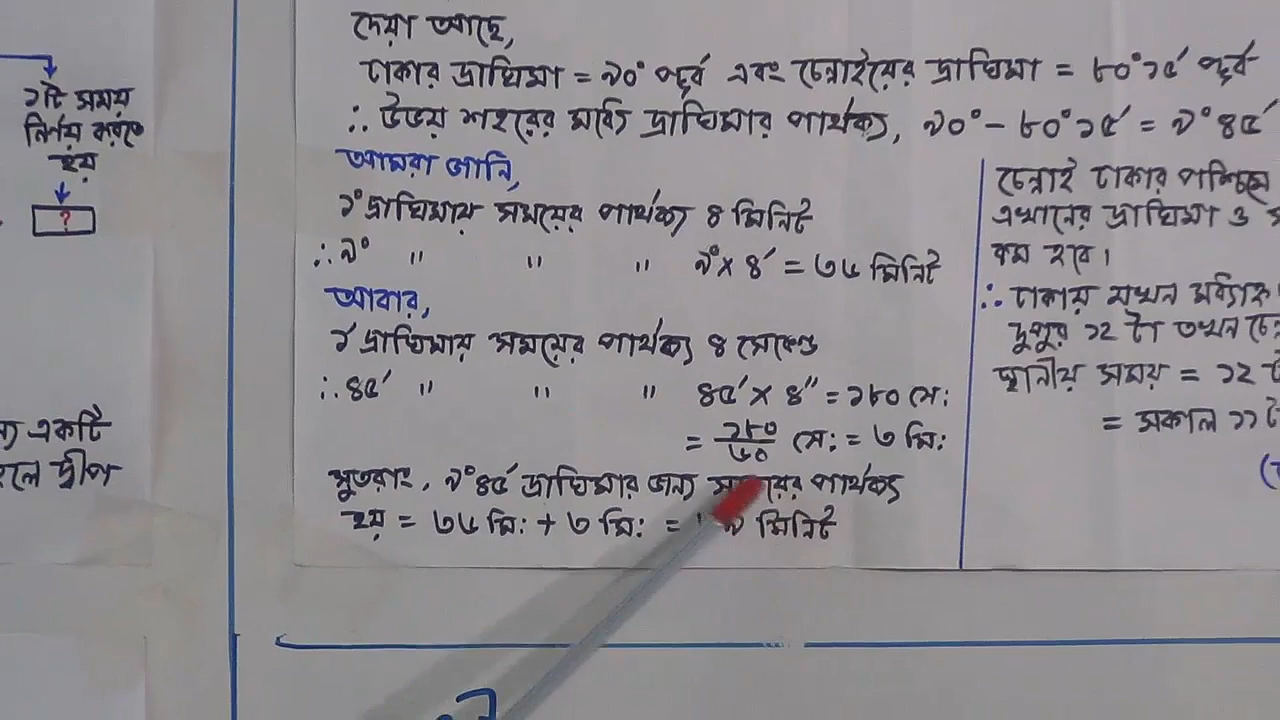 ১টি সময়
নির্ণয় করতে
হয়
?
একটি
দ্বীপ
দেয়া আছে,
ঢাকার দ্রাঘিমা = ৯০° পূর্ব এবং চেন্নাইয়ের দ্রাঘিমা = ৮০°১৫′ পূর্ব
∴ উভয় শহরের মধ্যে দ্রাঘিমার পার্থক্য, ৯০° – ৮০°১৫′ = ৯°৪৫′
আমরা জানি,
১° দ্রাঘিমায় সময়ের পার্থক্য ৪ মিনিট
∴ ৯° " " " ৯° × ৪′ = ৩৬ মিনিট
আবার,
১′ দ্রাঘিমায় সময়ের পার্থক্য ৪ সেকেণ্ড
∴ ৪৫′ " " " ৪৫′ × ৪″ = ১৮০ সে:
= ১৮০/৬০ সে: = ৩ মি:
সুতরাং, ৯°৪৫′ দ্রাঘিমার জন্য পার্থক্য
হয় = ৩৬ মি: + ৩ মি: = ৯ মিনিট
চেন্নাই ঢাকার পশ্চিমে
এখানের দ্রাঘিমা ও
কম হবে।
∴ ঢাকায় যখন মধ্যাহ্ন
দুপুর ১২ টা তখন
স্থানীয় সময় = ১২
= সকাল ১১